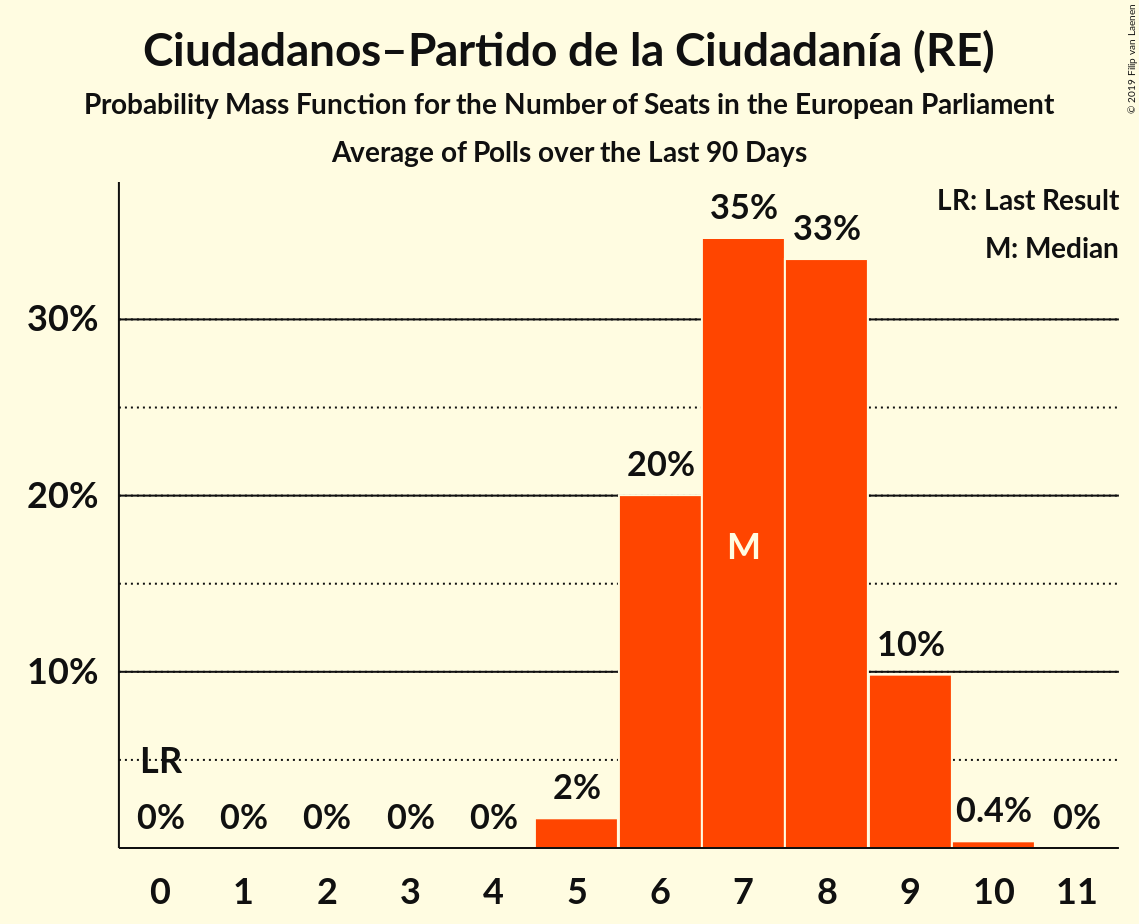 Ciudadanos–Partido de la Ciudadanía (RE)
Probability Mass Function for the Number of Seats in the European Parliament
Average of Polls over the Last 90 Days
© 2019 Filip van Laenen
LR: Last Result
M: Median
35%
33%
30%
20%
20%
M
10%
10%
LR
0%
0%
0%
0%
0%
2%
0.4%
0%
0 1 2 3 4 5 6 7 8 9 10 11